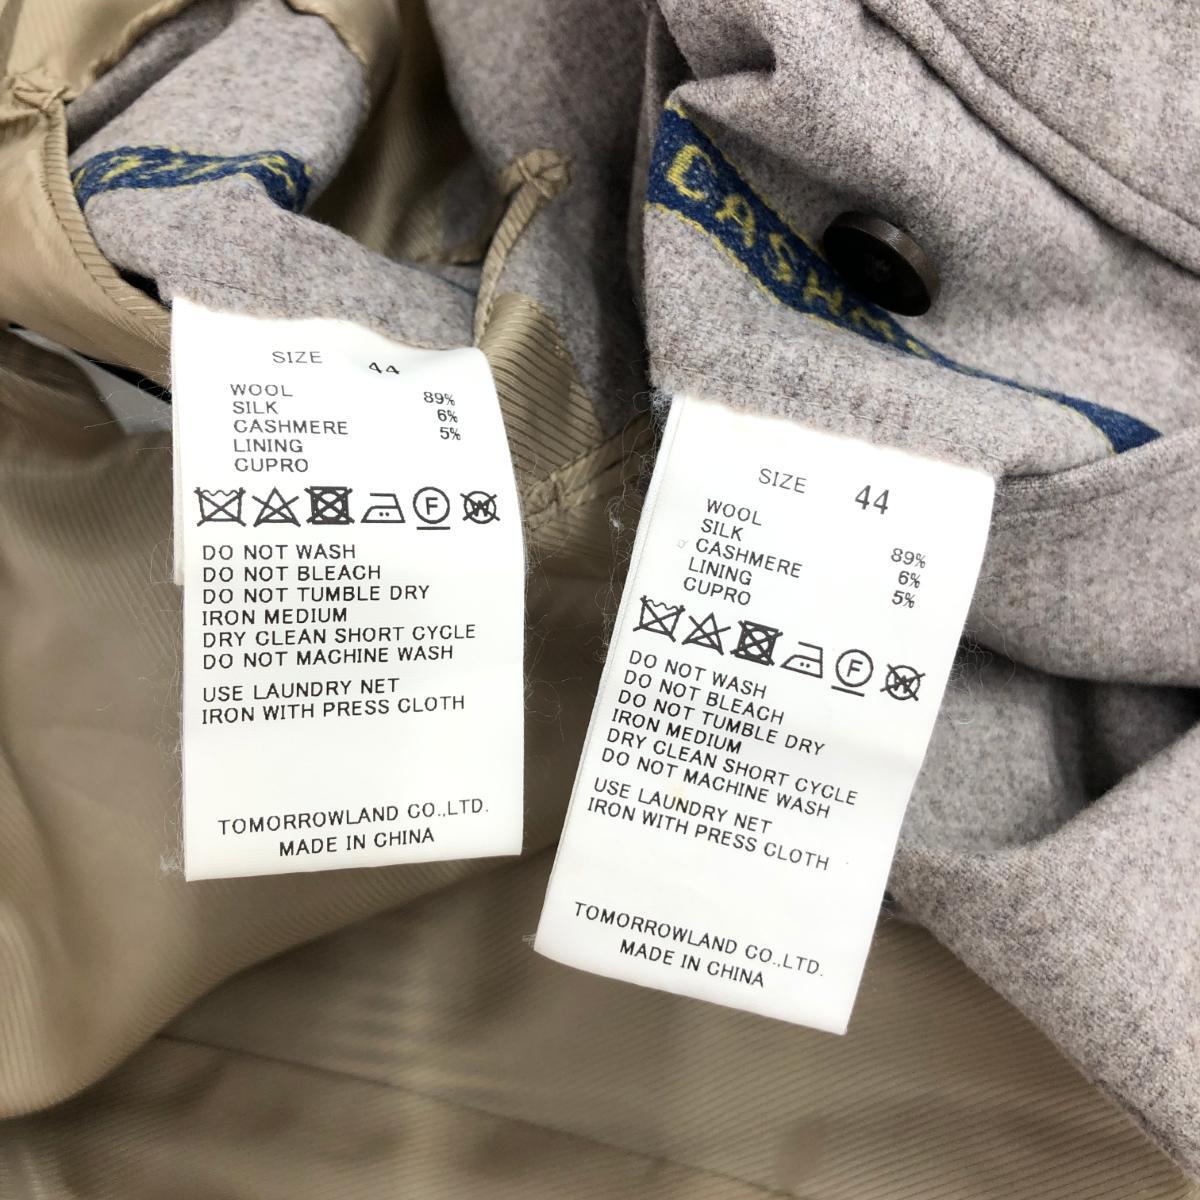 CASHM
SIZE 44
WOOL 89%
SILK 6%
CASHMERE 5%
LINING
CUPRO
F W
DO NOT WASH
DO NOT BLEACH
DO NOT TUMBLE DRY
IRON MEDIUM
DRY CLEAN SHORT CYCLE
DO NOT MACHINE WASH
USE LAUNDRY NET
IRON WITH PRESS CLOTH
TOMORROWLAND CO.,LTD.
MADE IN CHINA
SIZE 44
WOOL 89%
SILK 6%
CASHMERE 5%
LINING
CUPRO
F W
DO NOT WASH
DO NOT BLEACH
DO NOT TUMBLE DRY
IRON MEDIUM
DRY CLEAN SHORT CYCLE
DO NOT MACHINE WASH
USE LAUNDRY NET
IRON WITH PRESS CLOTH
TOMORROWLAND CO.,LTD.
MADE IN CHINA